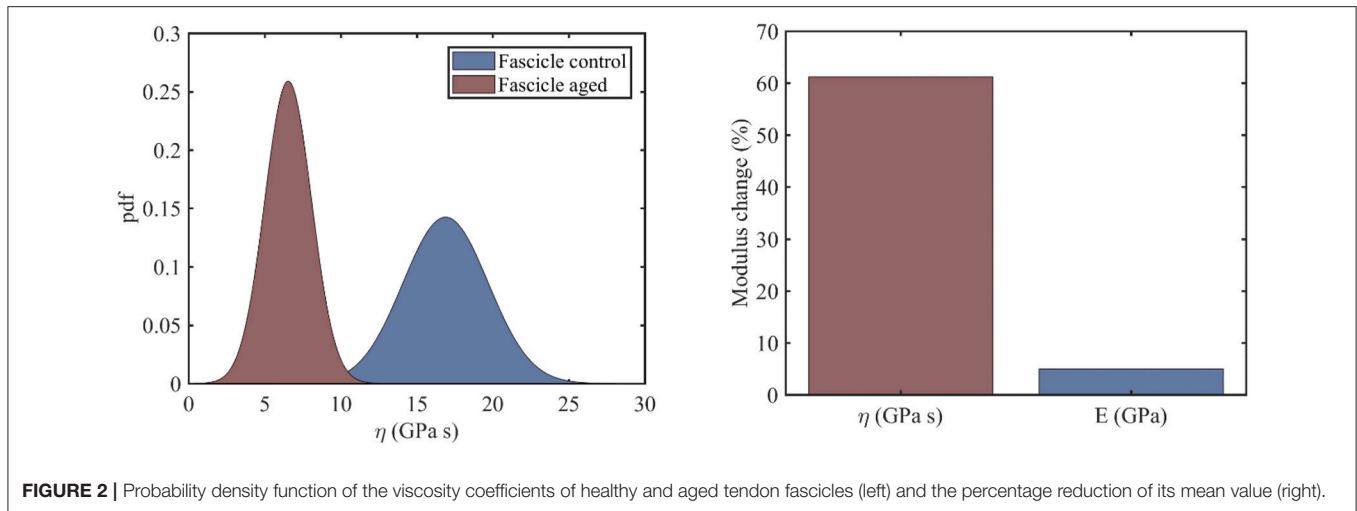 0.3
0.25
0.2
0.15
0.1
0.05
0
pdf
Fascicle control
Fascicle aged
0 5 10 15 20 25 30
η (GPa s)
70
60
50
40
30
20
10
0
Modulus change (%)
η (GPa s) E (GPa)
FIGURE 2 | Probability density function of the viscosity coefficients of healthy and aged tendon fascicles (left) and the percentage reduction of its mean value (right).